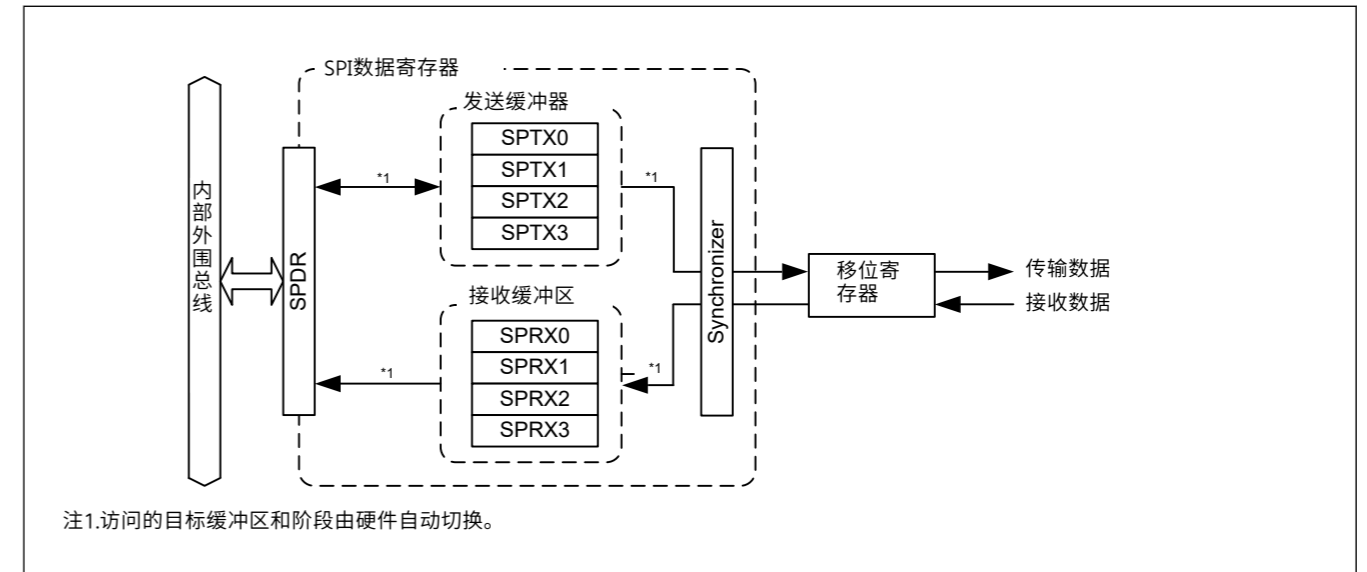 SPI数据寄存器
发送缓冲器
SPTX0
SPTX1
SPTX2
SPTX3
*1
*1
内部外围总线
SPDR
Synchronizer
移位寄
存器
传输数据
接收数据
接收缓冲区
SPRX0
SPRX1
SPRX2
SPRX3
*1
*1
注1.访问的目标缓冲区和阶段由硬件自动切换。